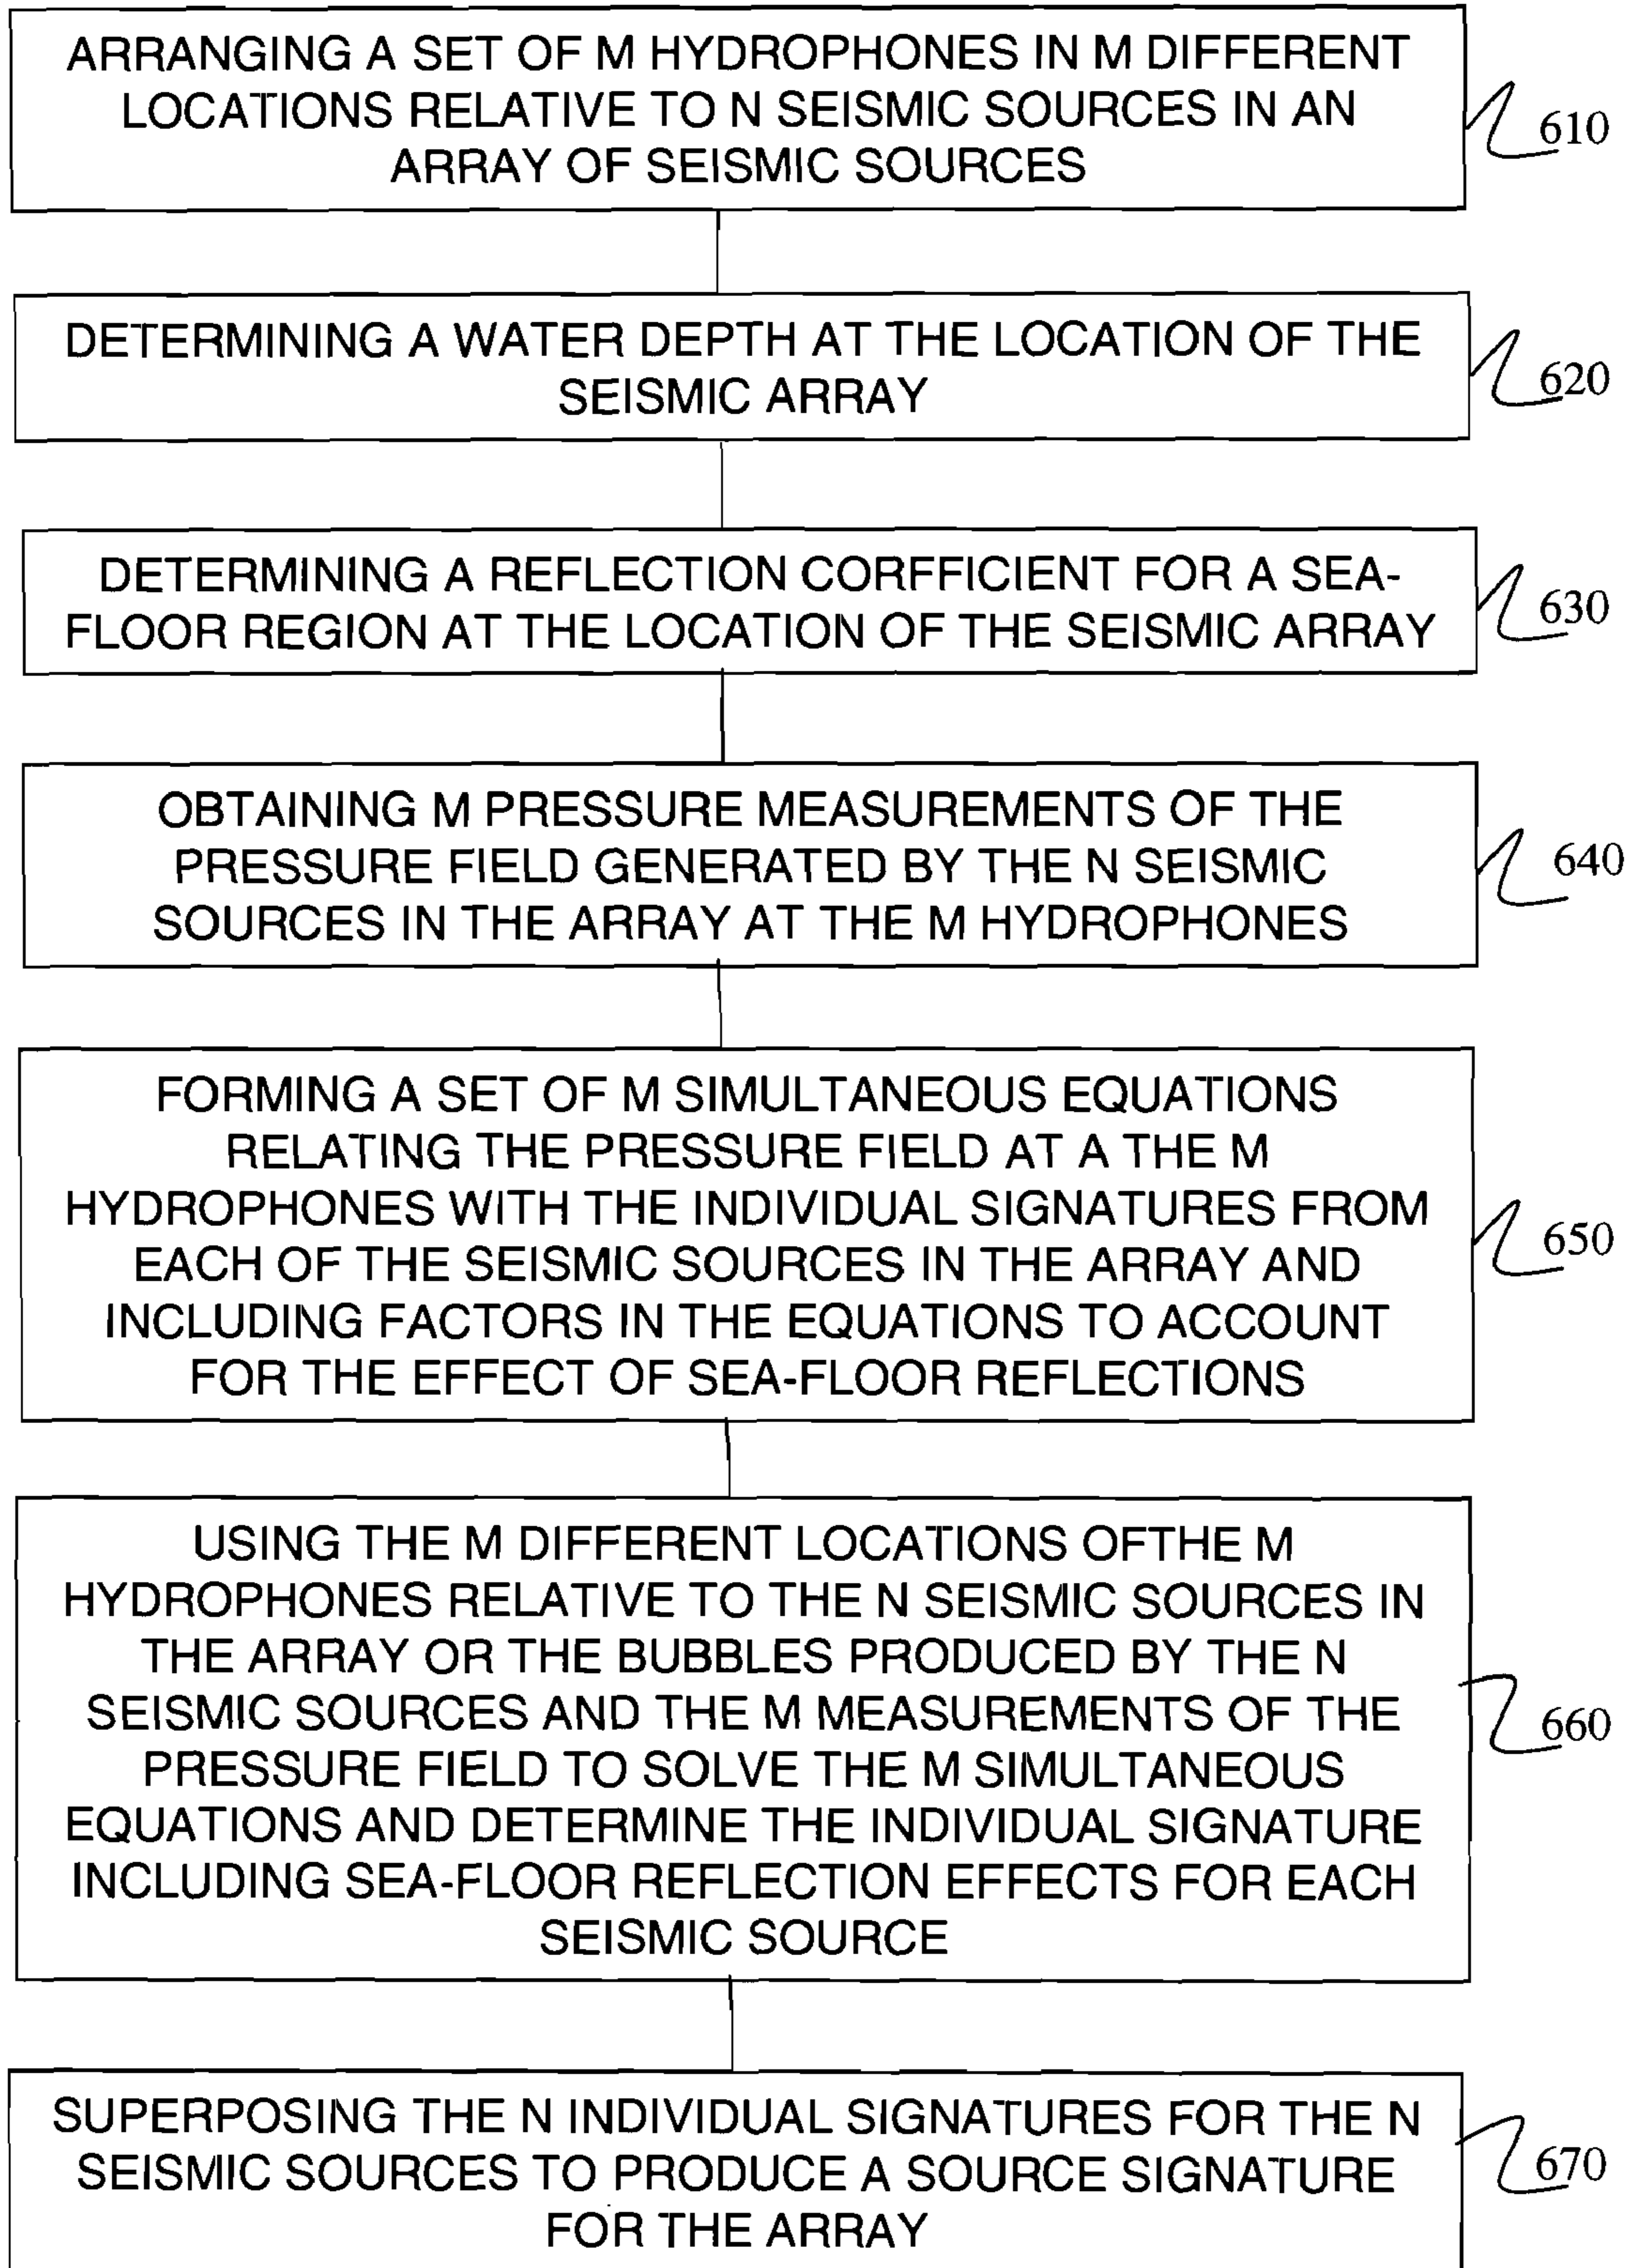 ARRANGING A SET OF M HYDROPHONES IN M DIFFERENT
LOCATIONS RELATIVE TO N SEISMIC SOURCES IN AN
ARRAY OF SEISMIC SOURCES
610
DETERMINING A WATER DEPTH AT THE LOCATION OF THE
SEISMIC ARRAY
620
DETERMINING A REFLECTION CORFFICIENT FOR A SEA-
FLOOR REGION AT THE LOCATION OF THE SEISMIC ARRAY
630
OBTAINING M PRESSURE MEASUREMENTS OF THE
PRESSURE FIELD GENERATED BY THE N SEISMIC
SOURCES IN THE ARRAY AT THE M HYDROPHONES
640
FORMING A SET OF M SIMULTANEOUS EQUATIONS
RELATING THE PRESSURE FIELD AT A THE M
HYDROPHONES WITH THE INDIVIDUAL SIGNATURES FROM
EACH OF THE SEISMIC SOURCES IN THE ARRAY AND
INCLUDING FACTORS IN THE EQUATIONS TO ACCOUNT
FOR THE EFFECT OF SEA-FLOOR REFLECTIONS
650
USING THE M DIFFERENT LOCATIONS OFTHE M
HYDROPHONES RELATIVE TO THE N SEISMIC SOURCES IN
THE ARRAY OR THE BUBBLES PRODUCED BY THE N
SEISMIC SOURCES AND THE M MEASUREMENTS OF THE
PRESSURE FIELD TO SOLVE THE M SIMULTANEOUS
EQUATIONS AND DETERMINE THE INDIVIDUAL SIGNATURE
INCLUDING SEA-FLOOR REFLECTION EFFECTS FOR EACH
SEISMIC SOURCE
660
SUPERPOSING THE N INDIVIDUAL SIGNATURES FOR THE N
SEISMIC SOURCES TO PRODUCE A SOURCE SIGNATURE
FOR THE ARRAY
670